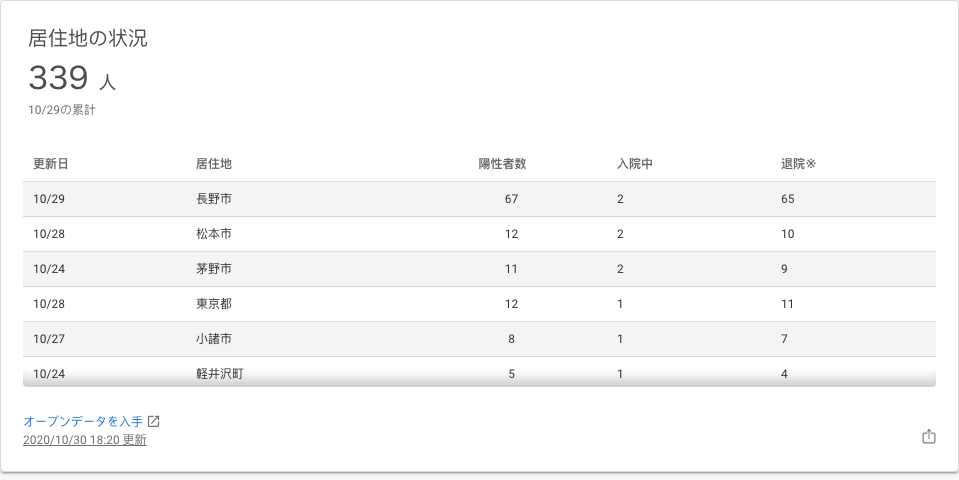 居住地の状況
339 人
10/29の累計
更新日 居住地 陽性者数 入院中 退院※
10/29 長野市 67 2 65
10/28 松本市 12 2 10
10/24 茅野市 11 2 9
10/28 東京都 12 1 11
10/27 小諸市 8 1 7
10/24 軽井沢町 5 1 4
オープンデータを入手
2020/10/30 18:20 更新